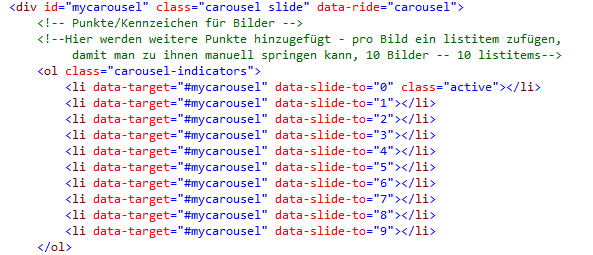 <div id="mycarousel" class="carousel slide" data-ride="carousel">
<!-- Punkte/Kennzeichen für Bilder -->
<!--Hier werden weitere Punkte hinzugefügt - pro Bild ein listitem zufügen,
damit man zu ihnen manuell springen kann, 10 Bilder -- 10 listitems-->
<ol class="carousel-indicators">
<li data-target="#mycarousel" data-slide-to="0" class="active"></li>
<li data-target="#mycarousel" data-slide-to="1"></li>
<li data-target="#mycarousel" data-slide-to="2"></li>
<li data-target="#mycarousel" data-slide-to="3"></li>
<li data-target="#mycarousel" data-slide-to="4"></li>
<li data-target="#mycarousel" data-slide-to="5"></li>
<li data-target="#mycarousel" data-slide-to="6"></li>
<li data-target="#mycarousel" data-slide-to="7"></li>
<li data-target="#mycarousel" data-slide-to="8"></li>
<li data-target="#mycarousel" data-slide-to="9"></li>
</ol>